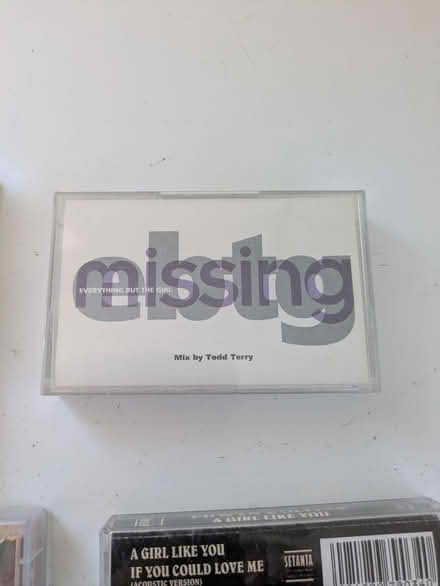 ebtg
missing
EVERYTHING BUT THE GIRL
Mix by Todd Terry
A GIRL LIKE YOU
A GIRL LIKE YOU
IF YOU COULD LOVE ME
(ACOUSTIC VERSION)
SETANTA